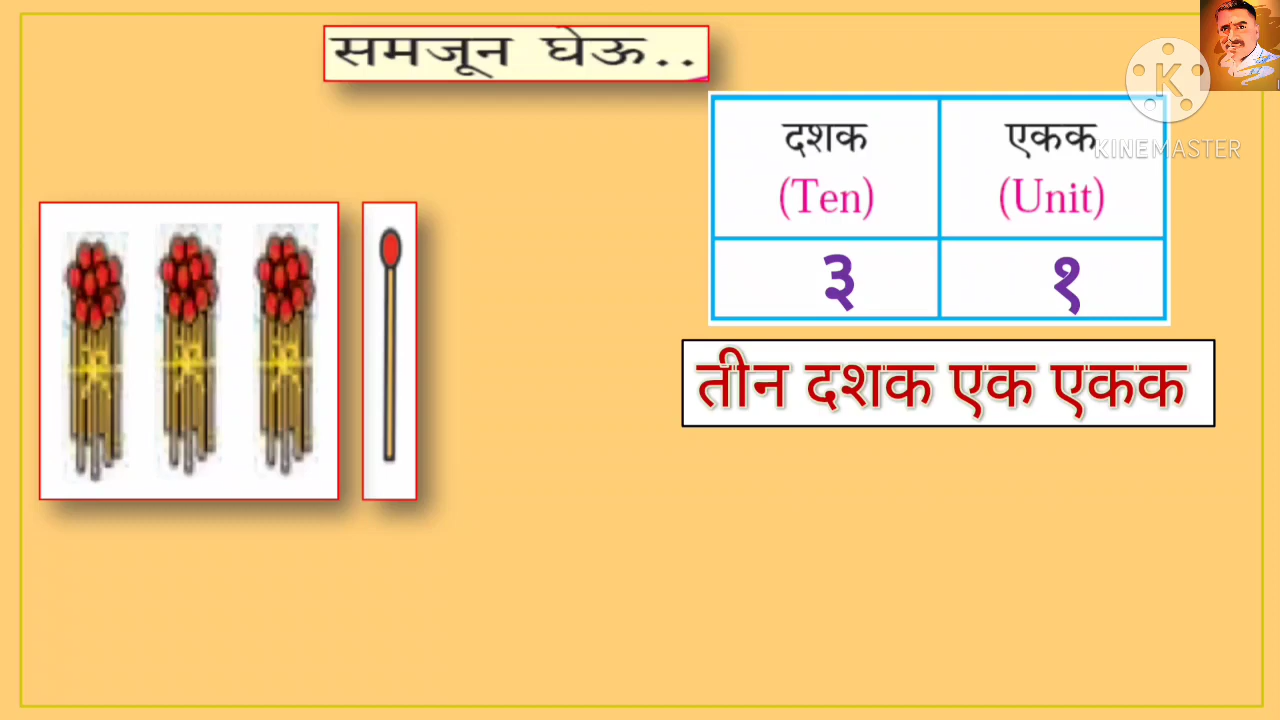 समजून घेऊ..
दशक एकक
(Ten) (Unit)
३ १
तीन दशक एक एकक
K
KINEMASTER